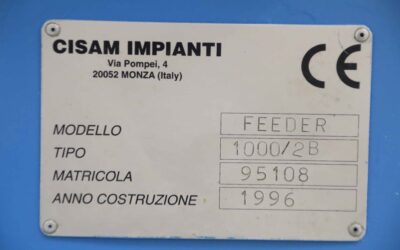 CISAM IMPIANTI
Via Pompei, 4
20052 MONZA (Italy)
CE
MODELLO FEEDER
TIPO 1000/2B
MATRICOLA 95108
ANNO COSTRUZIONE 1996